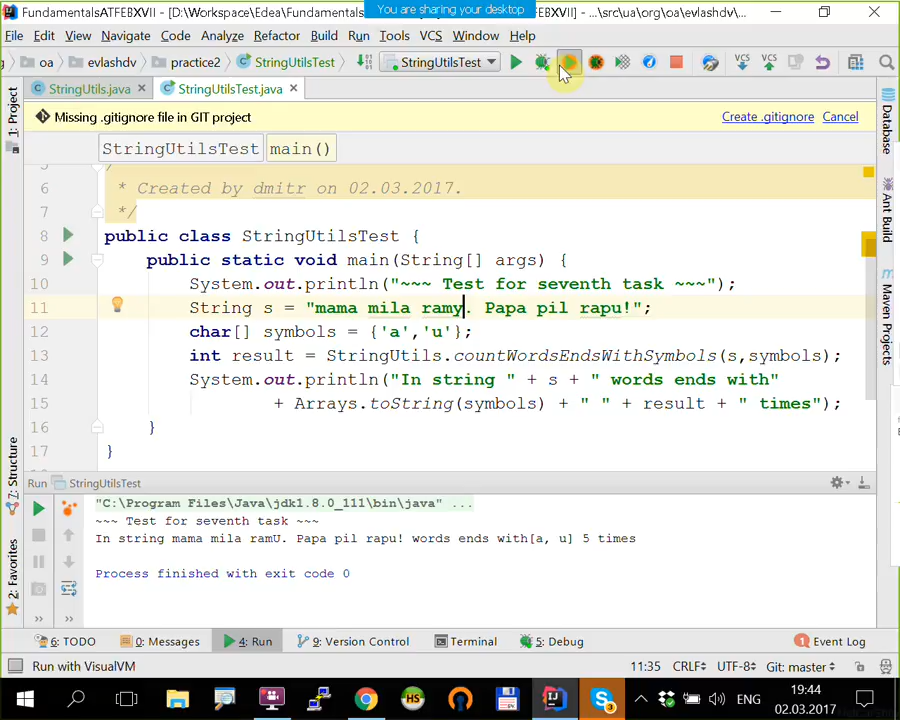 You are sharing your desktop
FundamentalsATFEBXVII - [D:\Workspace\Edea\Fundamentals
FEBXVII] - ...\src\ua\org\oa\evlashdv\...
File Edit View Navigate Code Analyze Refactor Build Run Tools VCS Window Help
oa evlashdv practice2 StringUtilsTest StringUtilsTest VCS VCS
StringUtils.java StringUtilsTest.java
Missing .gitignore file in GIT project Create .gitignore Cancel
StringUtilsTest main()
6 * Created by dmitr on 02.03.2017.
7 */
8 public class StringUtilsTest {
9 public static void main(String[] args) {
10 System.out.println("~~~ Test for seventh task ~~~");
11 String s = "mama mila ramy. Papa pil rapu!";
12 char[] symbols = {'a','u'};
13 int result = StringUtils.countWordsEndsWithSymbols(s,symbols);
14 System.out.println("In string " + s + " words ends with"
15 + Arrays.toString(symbols) + " " + result + " times");
16 }
17 }
Run StringUtilsTest
"C:\Program Files\Java\jdk1.8.0_111\bin\java" ...
~~~ Test for seventh task ~~~
In string mama mila ramU. Papa pil rapu! words ends with[a, u] 5 times
Process finished with exit code 0
1: Project
7: Structure
2: Favorites
Database
Ant Build
Maven Projects
6: TODO 0: Messages 4: Run 9: Version Control Terminal 5: Debug 1 Event Log
Run with VisualVM 11:35 CRLF UTF-8 Git: master
HS 3 ENG 19:44
02.03.2017